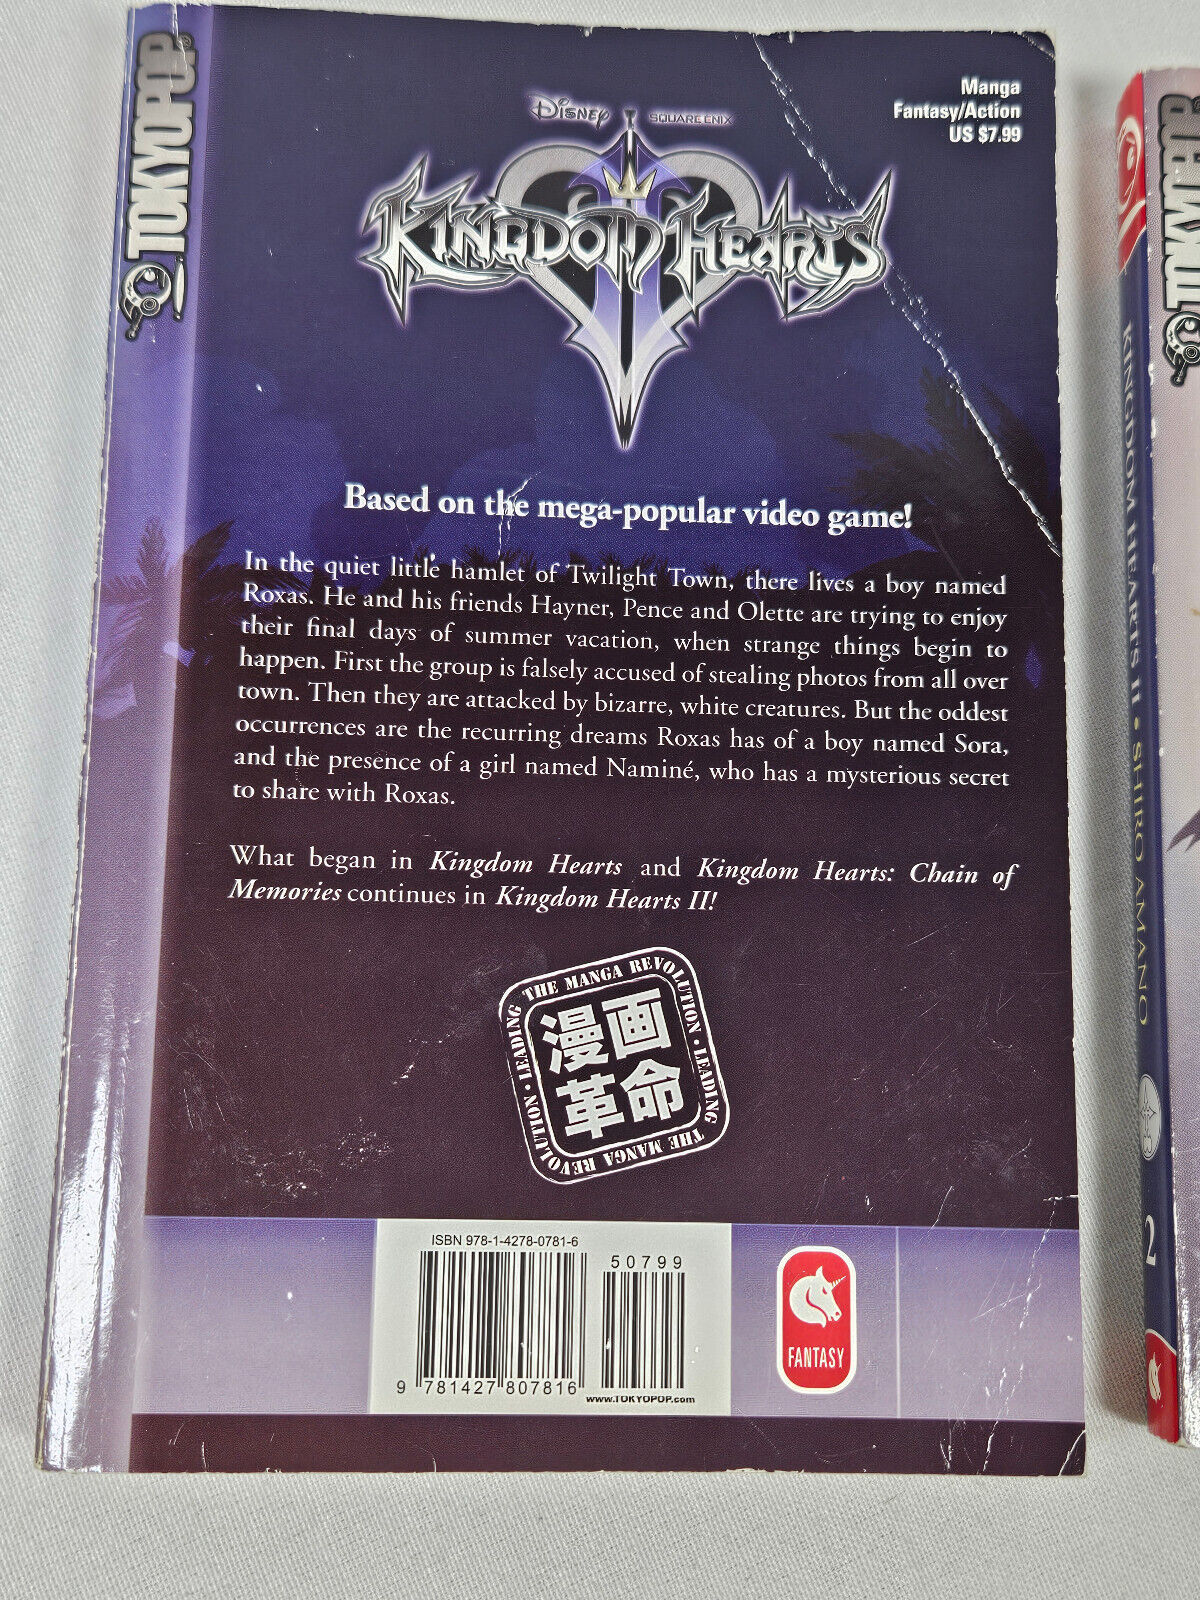 TOKYOPOP®
Manga
Fantasy/Action
US $7.99
Disney SQUARE ENIX
KINGDOM HEARTS
II
Based on the mega-popular video game!
In the quiet little hamlet of Twilight Town, there lives a boy named
Roxas. He and his friends Hayner, Pence and Olette are trying to enjoy
their final days of summer vacation, when strange things begin to
happen. First the group is falsely accused of stealing photos from all over
town. Then they are attacked by bizarre, white creatures. But the oddest
occurrences are the recurring dreams Roxas has of a boy named Sora,
and the presence of a girl named Naminé, who has a mysterious secret
to share with Roxas.
What began in Kingdom Hearts and Kingdom Hearts: Chain of
Memories continues in Kingdom Hearts II!
LEADING THE MANGA REVOLUTION • LEADING THE MANGA REVOLUTION •
漫画
革命
ISBN 978-1-4278-0781-6
50799
9 781427 807816
www.TOKYOPOP.com
FANTASY
KINGDOM HEARTS II • SHIRO AMANO
2